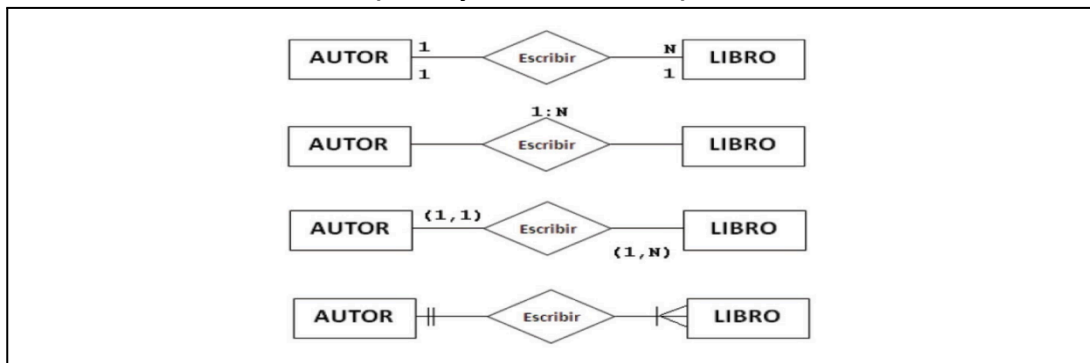 AUTOR 1 Escribir N LIBRO
1 1
1:N
AUTOR Escribir LIBRO
AUTOR (1,1) Escribir LIBRO
(1,N)
AUTOR Escribir LIBRO